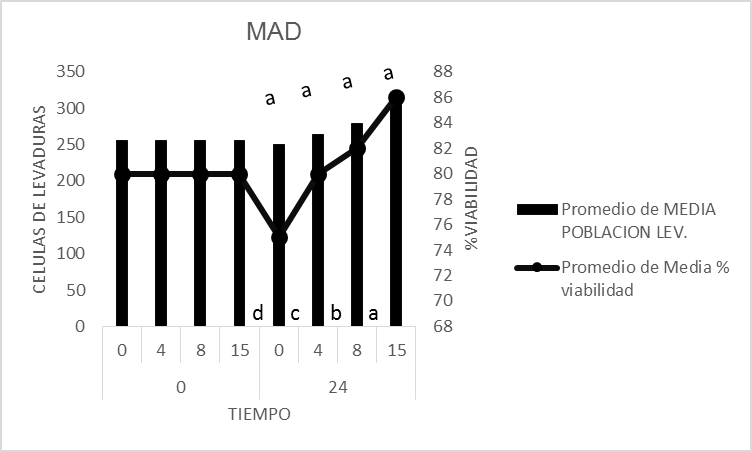 MAD
a a a a
350 88
300 86
250 84
200 82
150 80
100 78
50 76
0 74
72
70
68
CELULAS DE LEVADURAS
%VIABILIDAD
d c b a
0 4 8 15 0 4 8 15
0 24
TIEMPO
Promedio de MEDIA
POBLACION LEV.
Promedio de Media %
viabilidad